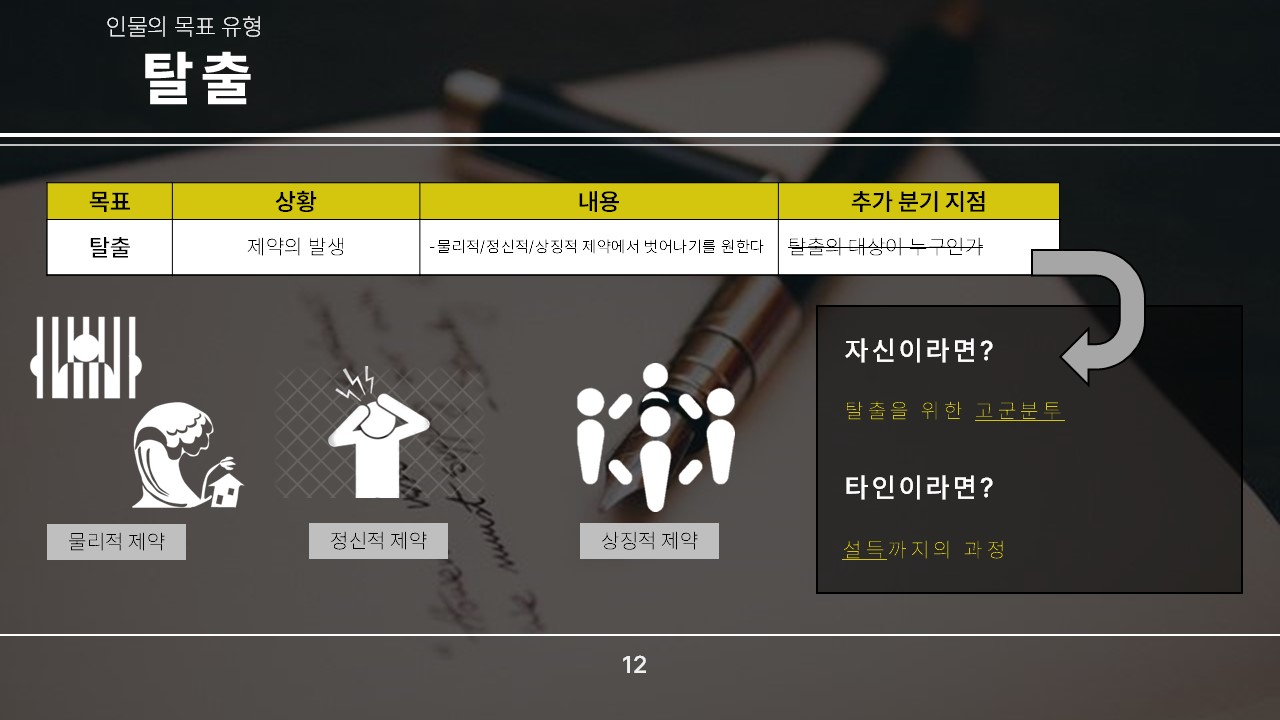 인물의 목표 유형
탈출
목표 상황 내용 추가 분기 지점
탈출 제약의 발생 -물리적/정신적/상징적 제약에서 벗어나기를 원한다 탈출의 대상이 누구인가
자신이라면?
탈출을 위한 고군분투
타인이라면?
설득까지의 과정
물리적 제약 정신적 제약 상징적 제약
12